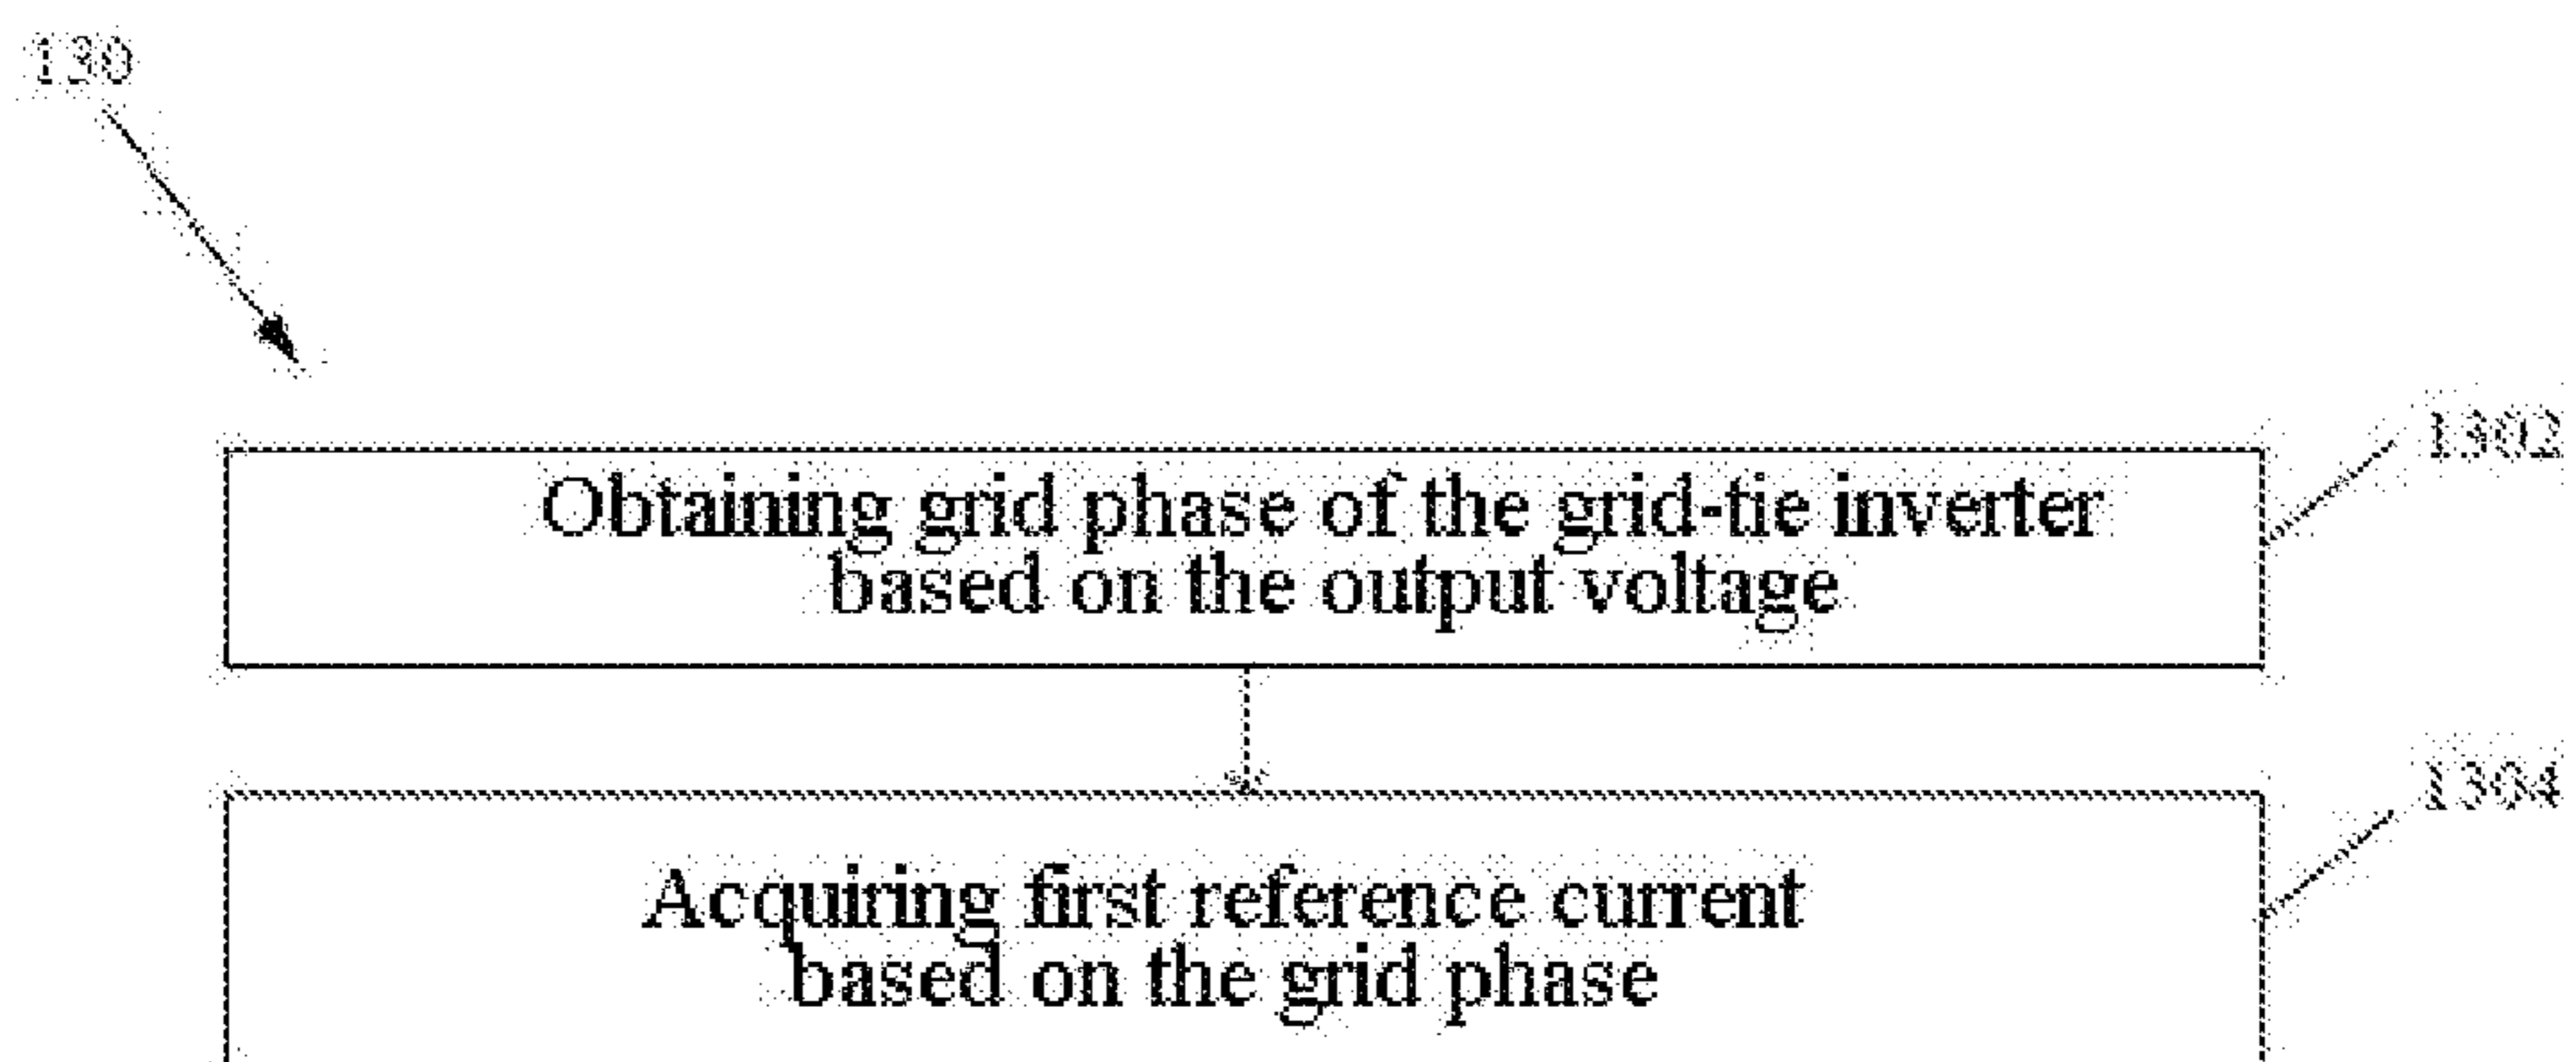 130
1302
Obtaining grid phase of the grid-tie inverter
based on the output voltage
1304
Acquiring first reference current
based on the grid phase